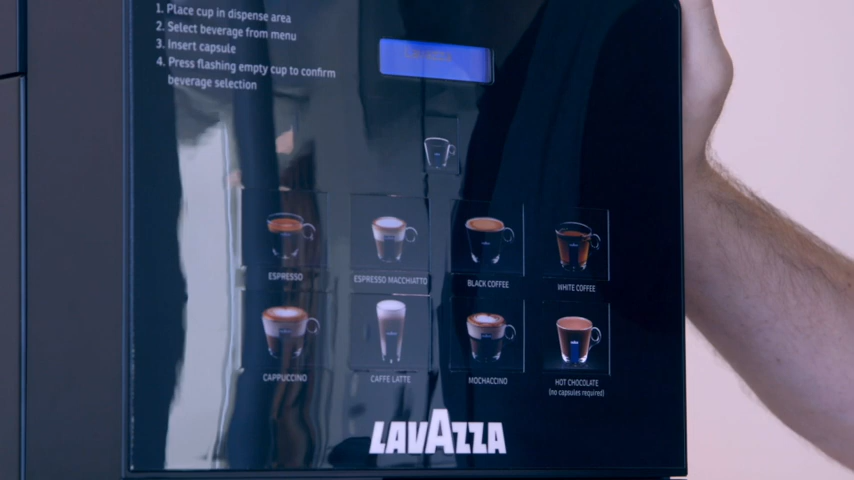 1. Place cup in dispense area
2. Select beverage from menu
3. Insert capsule
4. Press flashing empty cup to confirm
beverage selection
ESPRESSO
ESPRESSO MACCHIATO
BLACK COFFEE
WHITE COFFEE
CAPPUCCINO
CAFFE LATTE
MOCHACCINO
HOT CHOCOLATE
(no capsules required)
LAVAZZA